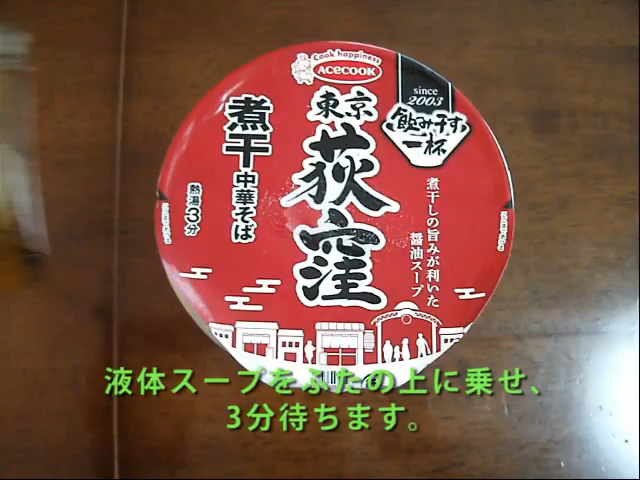 Cook happiness
ACECOOK
since
2003
飲み干す
一杯
東京
荻窪
煮干
中華そば
熱湯3分
煮干しの旨みが利いた
醤油スープ
液体スープをふたの上に乗せ、
3分待ちます。